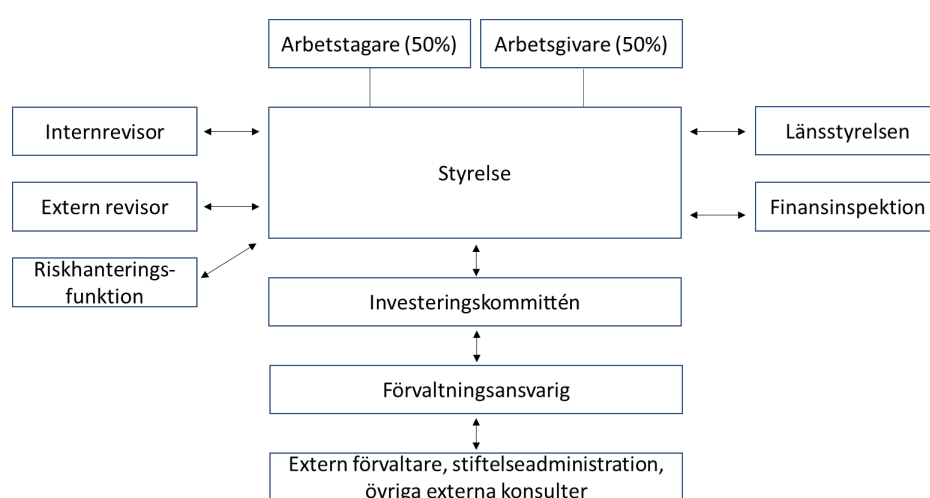 Arbetstagare (50%)
Arbetsgivare (50%)
Internrevisor
Länsstyrelsen
Styrelse
Extern revisor
Finansinspektion
Riskhanterings-
funktion
Investeringskommittén
Förvaltningsansvarig
Extern förvaltare, stiftelseadministration,
övriga externa konsulter